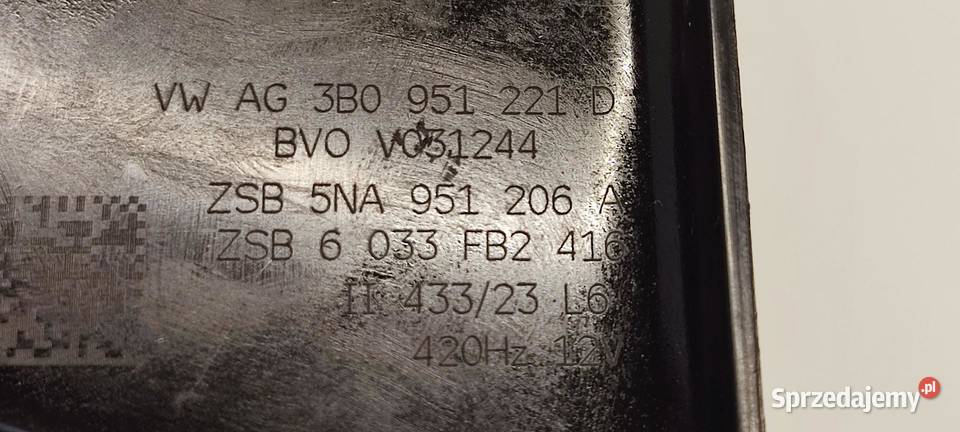 VW AG 3B0 951 221 D
BVO V031244
ZSB 5NA 951 206 A
ZSB 6 033 FB2 416
II 433/23 L6
420Hz 12V
Sprzedajemy.pl